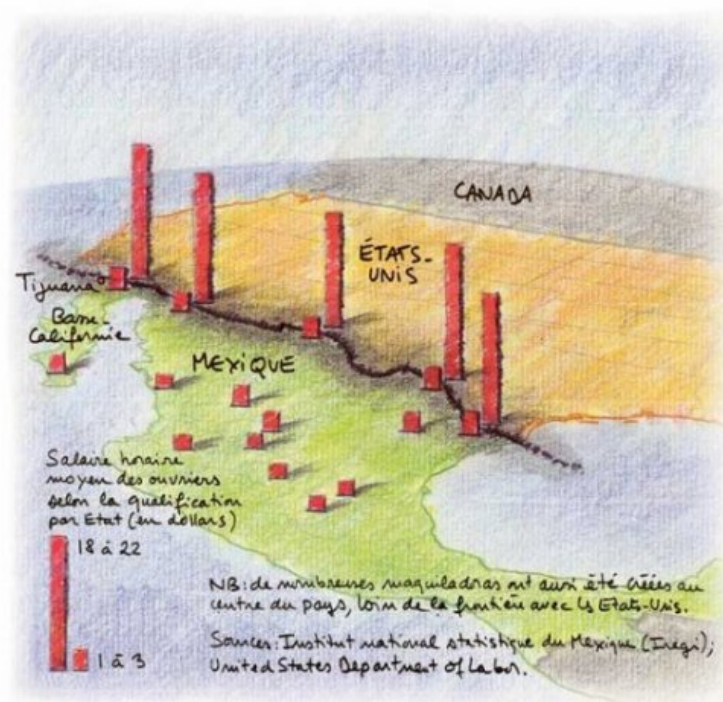 CANADA
ÉTATS-
UNIS
Tijuana
Basse-
Californie
MEXIQUE
Salaire horaire
moyen des ouvriers
selon la qualification
par Etat (en dollars)
18 à 22
1 à 3
NB: de nombreuses maquiladoras ont aussi été créées au
centre du pays, loin de la frontière avec les Etats-Unis.
Sources: Institut national statistique du Mexique (Inegi);
United States Department of Labor.